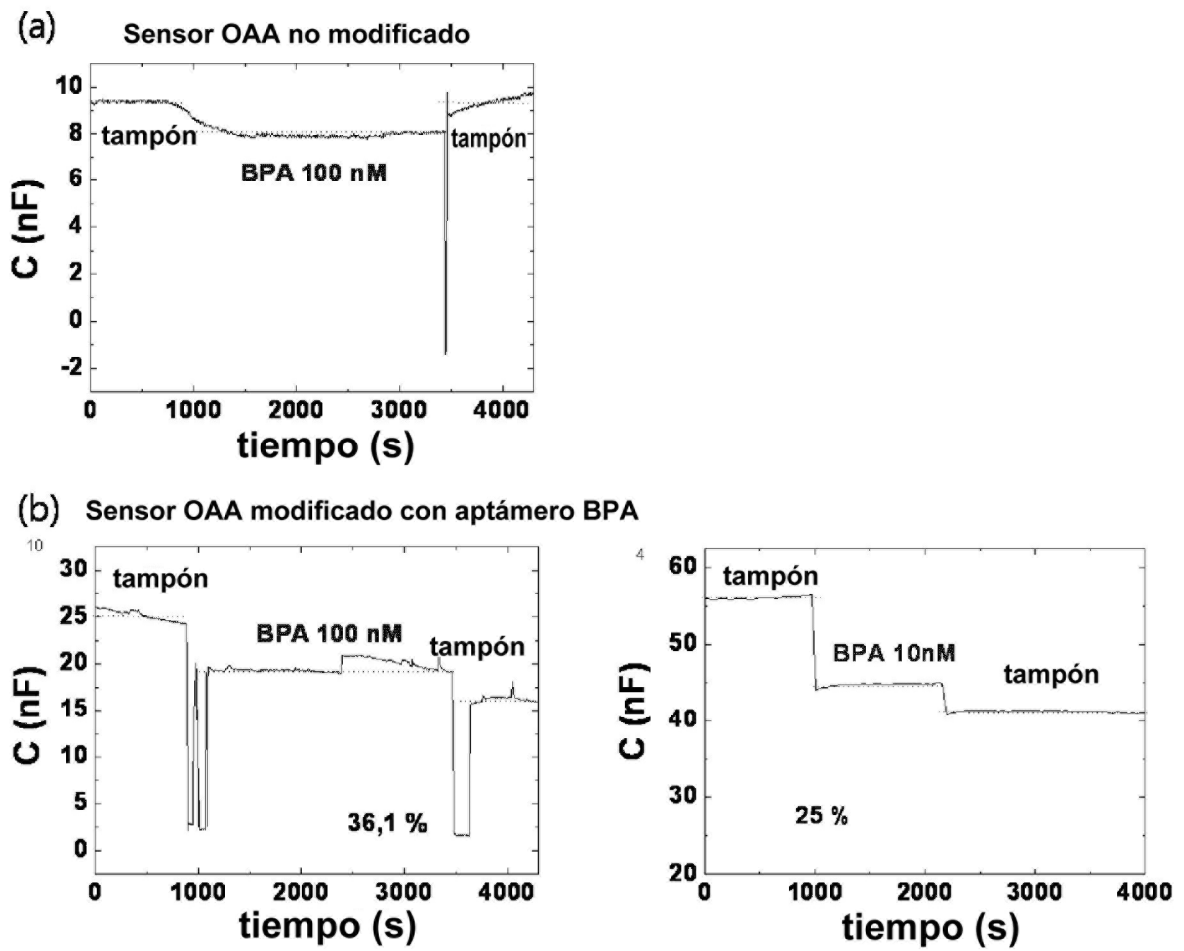 (a)
Sensor OAA no modificado
10
8
6
4
2
0
-2
C (nF)
tampón
BPA 100 nM
tampón
0 1000 2000 3000 4000
tiempo (s)
(b) Sensor OAA modificado con aptámero BPA
10
30
25
20
15
10
5
0
C (nF)
tampón
BPA 100 nM
tampón
36,1 %
0 1000 2000 3000 4000
tiempo (s)
4
60
50
40
30
20
C (nF)
tampón
BPA 10nM
tampón
25 %
0 1000 2000 3000 4000
tiempo (s)